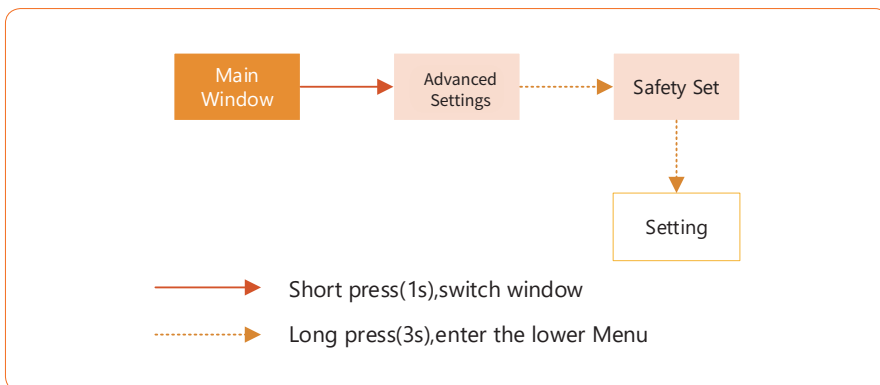 Main
Window
Advanced
Settings
Safety Set
Setting
Short press(1s),switch window
Long press(3s),enter the lower Menu